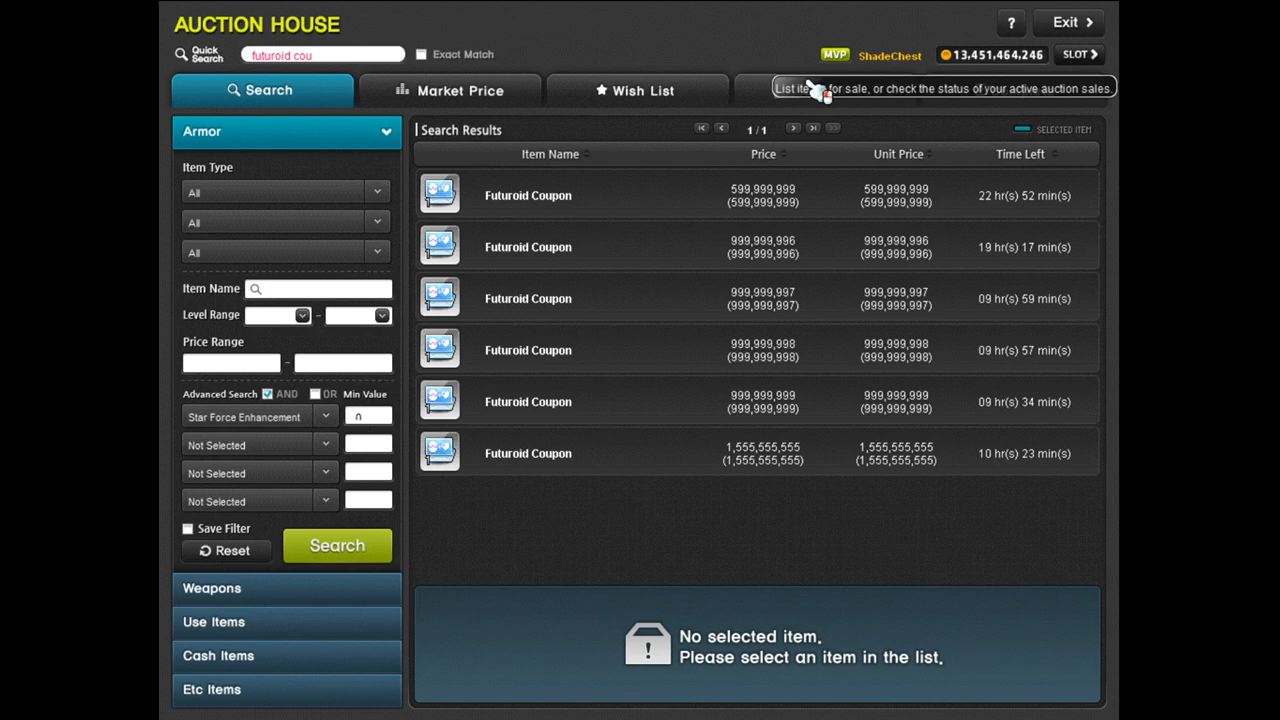 AUCTION HOUSE
?
Exit
Quick
Search
futuroid cou
Exact Match
MVP
ShadeChest
13,451,464,246
SLOT
Search
Market Price
Wish List
for sale, or check the status of your active auction sales.
Armor
Item Type
All
All
All
Item Name
Level Range
–
Price Range
–
Advanced Search AND OR Min Value
Star Force Enhancement 0
Not Selected
Not Selected
Not Selected
Save Filter
Reset
Search
Weapons
Use Items
Cash Items
Etc Items
Search Results
1 / 1
SELECTED ITEM
Item Name Price Unit Price Time Left
Futuroid Coupon 599,999,999 (599,999,999) 599,999,999 (599,999,999) 22 hr(s) 52 min(s)
Futuroid Coupon 999,999,996 (999,999,996) 999,999,996 (999,999,996) 19 hr(s) 17 min(s)
Futuroid Coupon 999,999,997 (999,999,997) 999,999,997 (999,999,997) 09 hr(s) 59 min(s)
Futuroid Coupon 999,999,998 (999,999,998) 999,999,998 (999,999,998) 09 hr(s) 57 min(s)
Futuroid Coupon 999,999,999 (999,999,999) 999,999,999 (999,999,999) 09 hr(s) 34 min(s)
Futuroid Coupon 1,555,555,555 (1,555,555,555) 1,555,555,555 (1,555,555,555) 10 hr(s) 23 min(s)
No selected item.
Please select an item in the list.